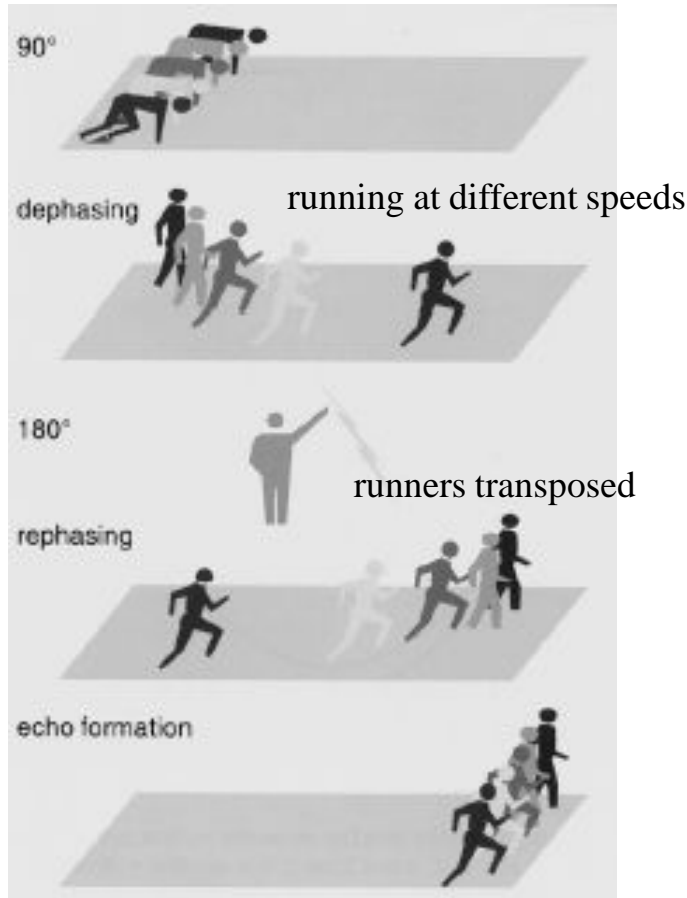 90°
dephasing
running at different speeds
180°
runners transposed
rephasing
echo formation